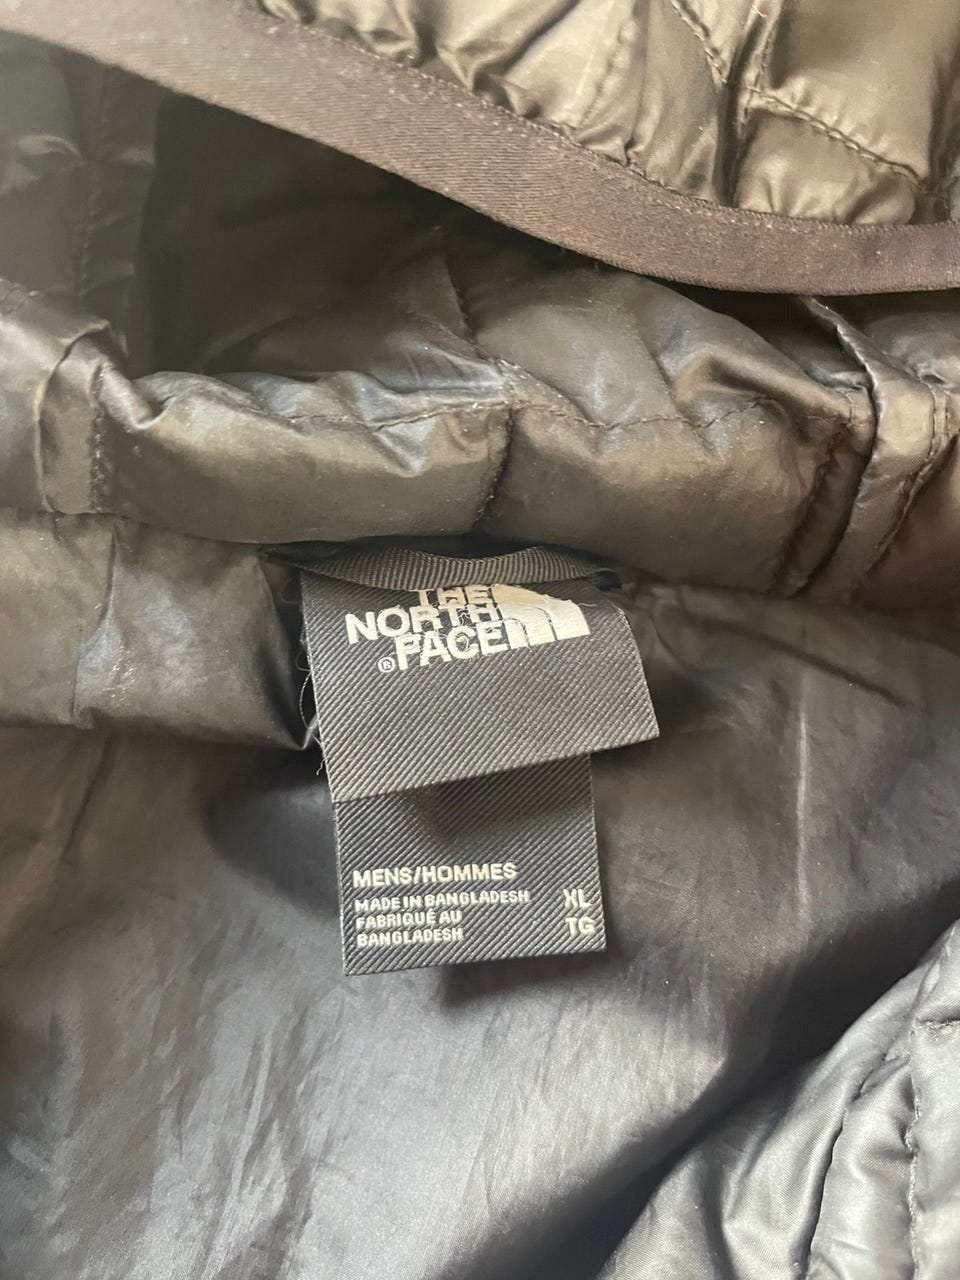 THE
NORTH
® FACE
MENS/HOMMES
MADE IN BANGLADESH XL
FABRIQUÉ AU TG
BANGLADESH